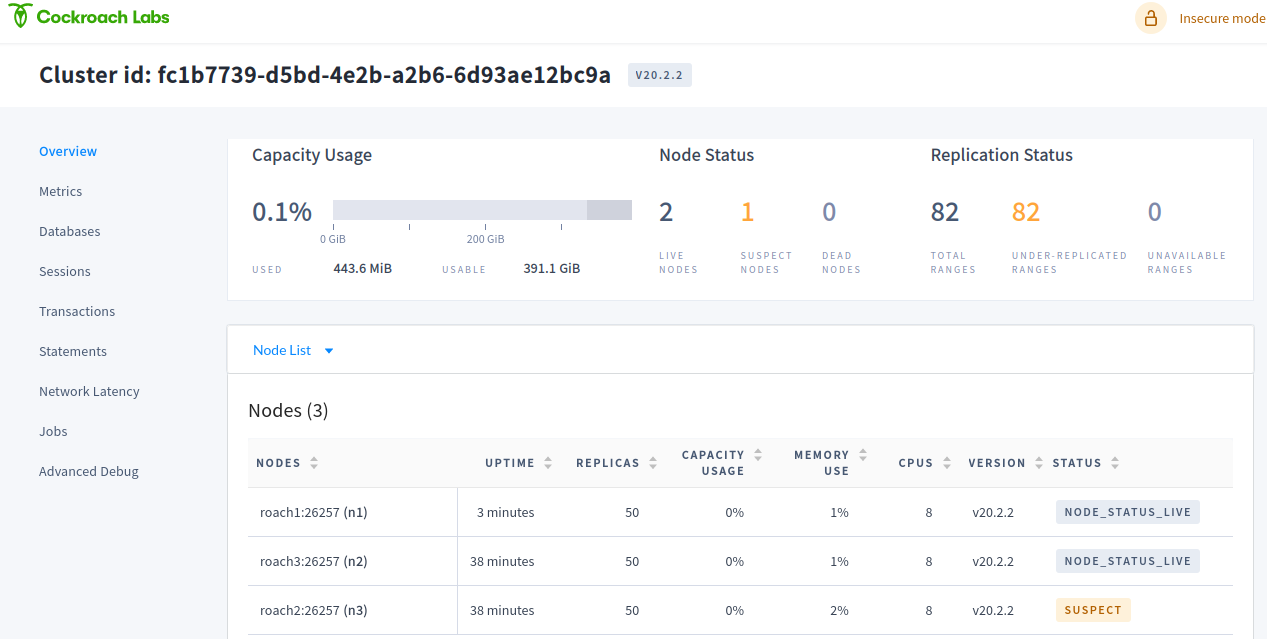 Cockroach Labs
Insecure mode
Cluster id: fc1b7739-d5bd-4e2b-a2b6-6d93ae12bc9a V20.2.2
Overview
Metrics
Databases
Sessions
Transactions
Statements
Network Latency
Jobs
Advanced Debug
Capacity Usage
0.1%
0 GiB 200 GiB
USED 443.6 MiB USABLE 391.1 GiB
Node Status
2 1 0
LIVE NODES SUSPECT NODES DEAD NODES
Replication Status
82 82 0
TOTAL RANGES UNDER-REPLICATED RANGES UNAVAILABLE RANGES
Node List
Nodes (3)
NODES UPTIME REPLICAS CAPACITY USAGE MEMORY USE CPUS VERSION STATUS
roach1:26257 (n1) 3 minutes 50 0% 1% 8 v20.2.2 NODE_STATUS_LIVE
roach3:26257 (n2) 38 minutes 50 0% 1% 8 v20.2.2 NODE_STATUS_LIVE
roach2:26257 (n3) 38 minutes 50 0% 2% 8 v20.2.2 SUSPECT